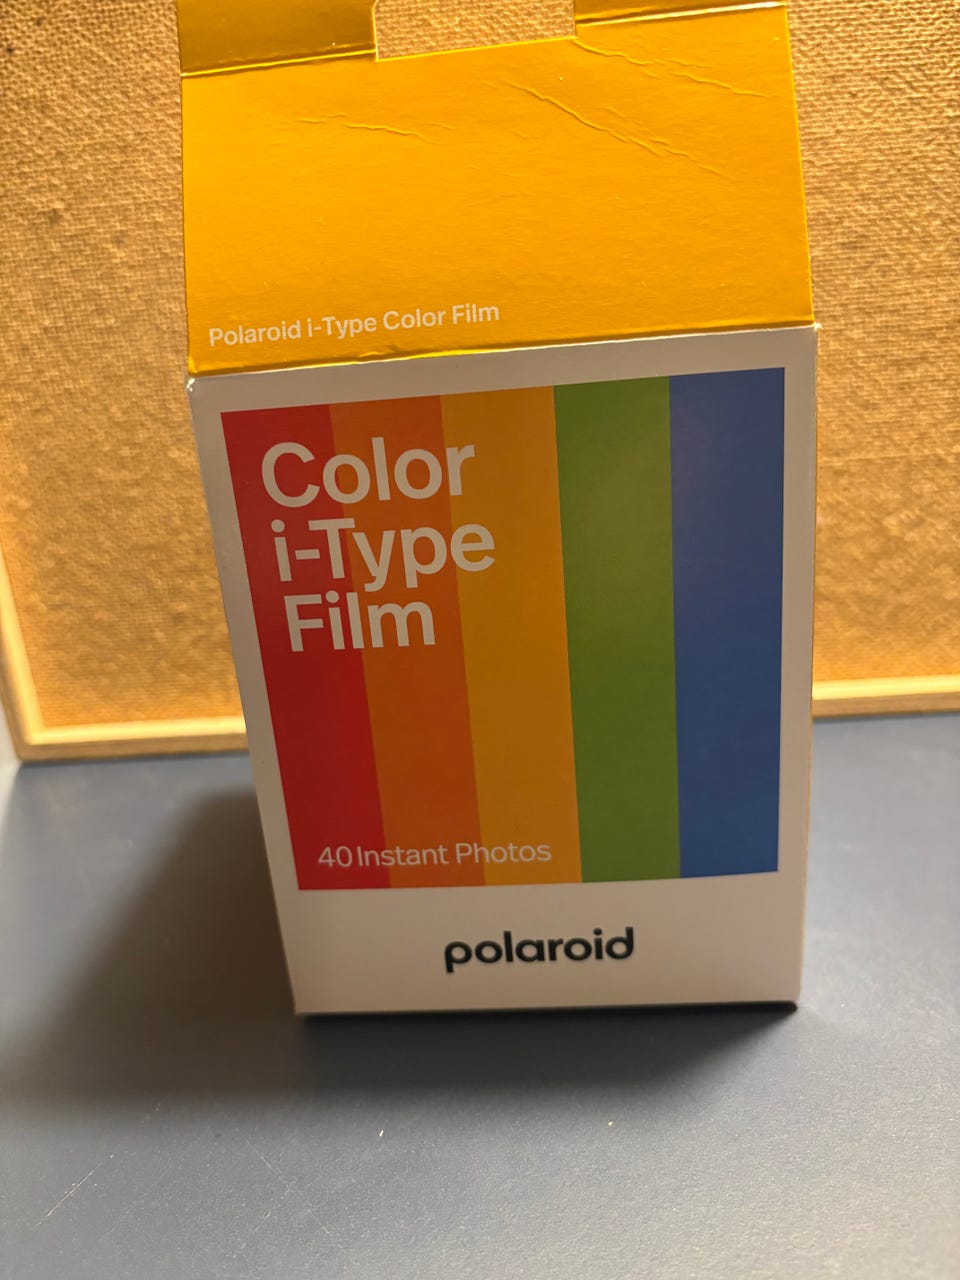 Polaroid i-Type Color Film
Color
i-Type
Film
40 Instant Photos
polaroid